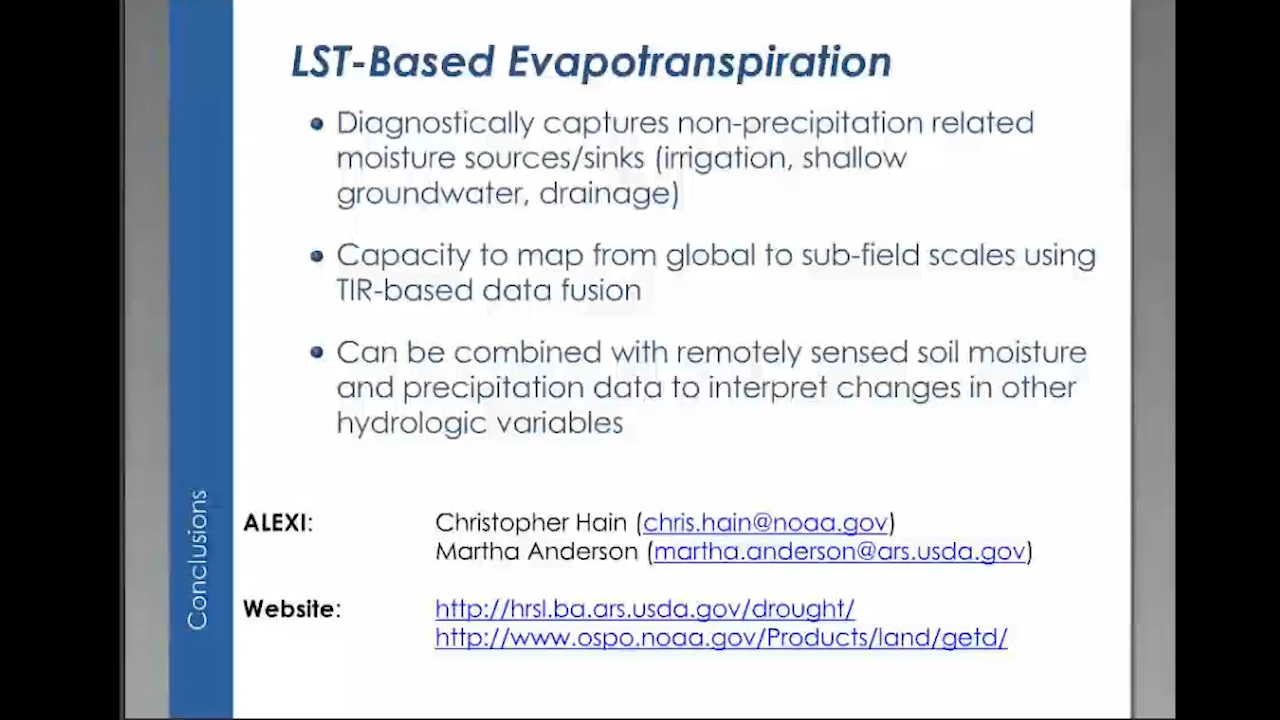 LST-Based Evapotranspiration
• Diagnostically captures non-precipitation related
moisture sources/sinks (irrigation, shallow
groundwater, drainage)
• Capacity to map from global to sub-field scales using
TIR-based data fusion
• Can be combined with remotely sensed soil moisture
and precipitation data to interpret changes in other
hydrologic variables
Conclusions
ALEXI: Christopher Hain (chris.hain@noaa.gov)
Martha Anderson (martha.anderson@ars.usda.gov)
Website: http://hrsl.ba.ars.usda.gov/drought/
http://www.ospo.noaa.gov/Products/land/getd/